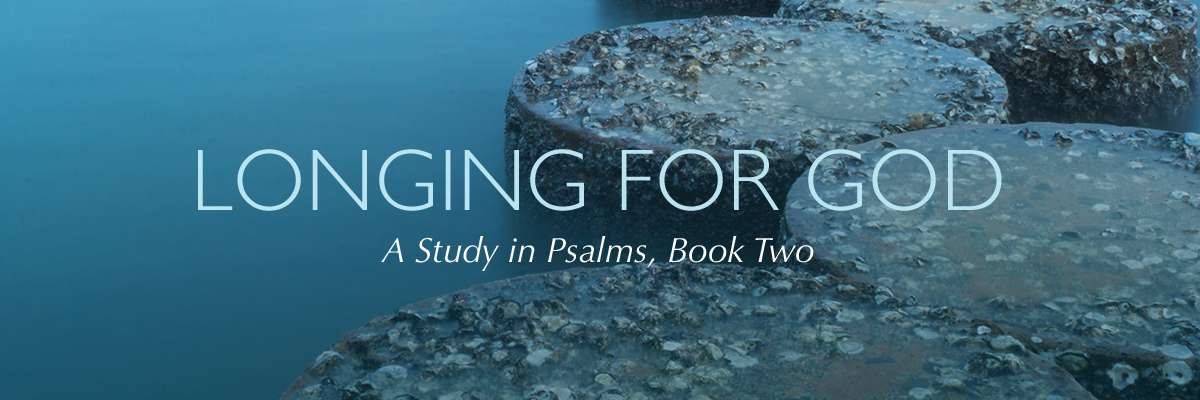 LONGING FOR GOD
A Study in Psalms, Book Two